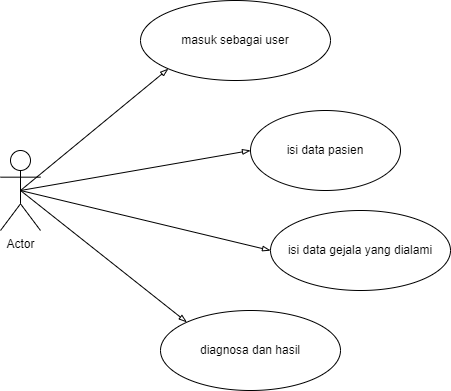 masuk sebagai user
isi data pasien
Actor
isi data gejala yang dialami
diagnosa dan hasil